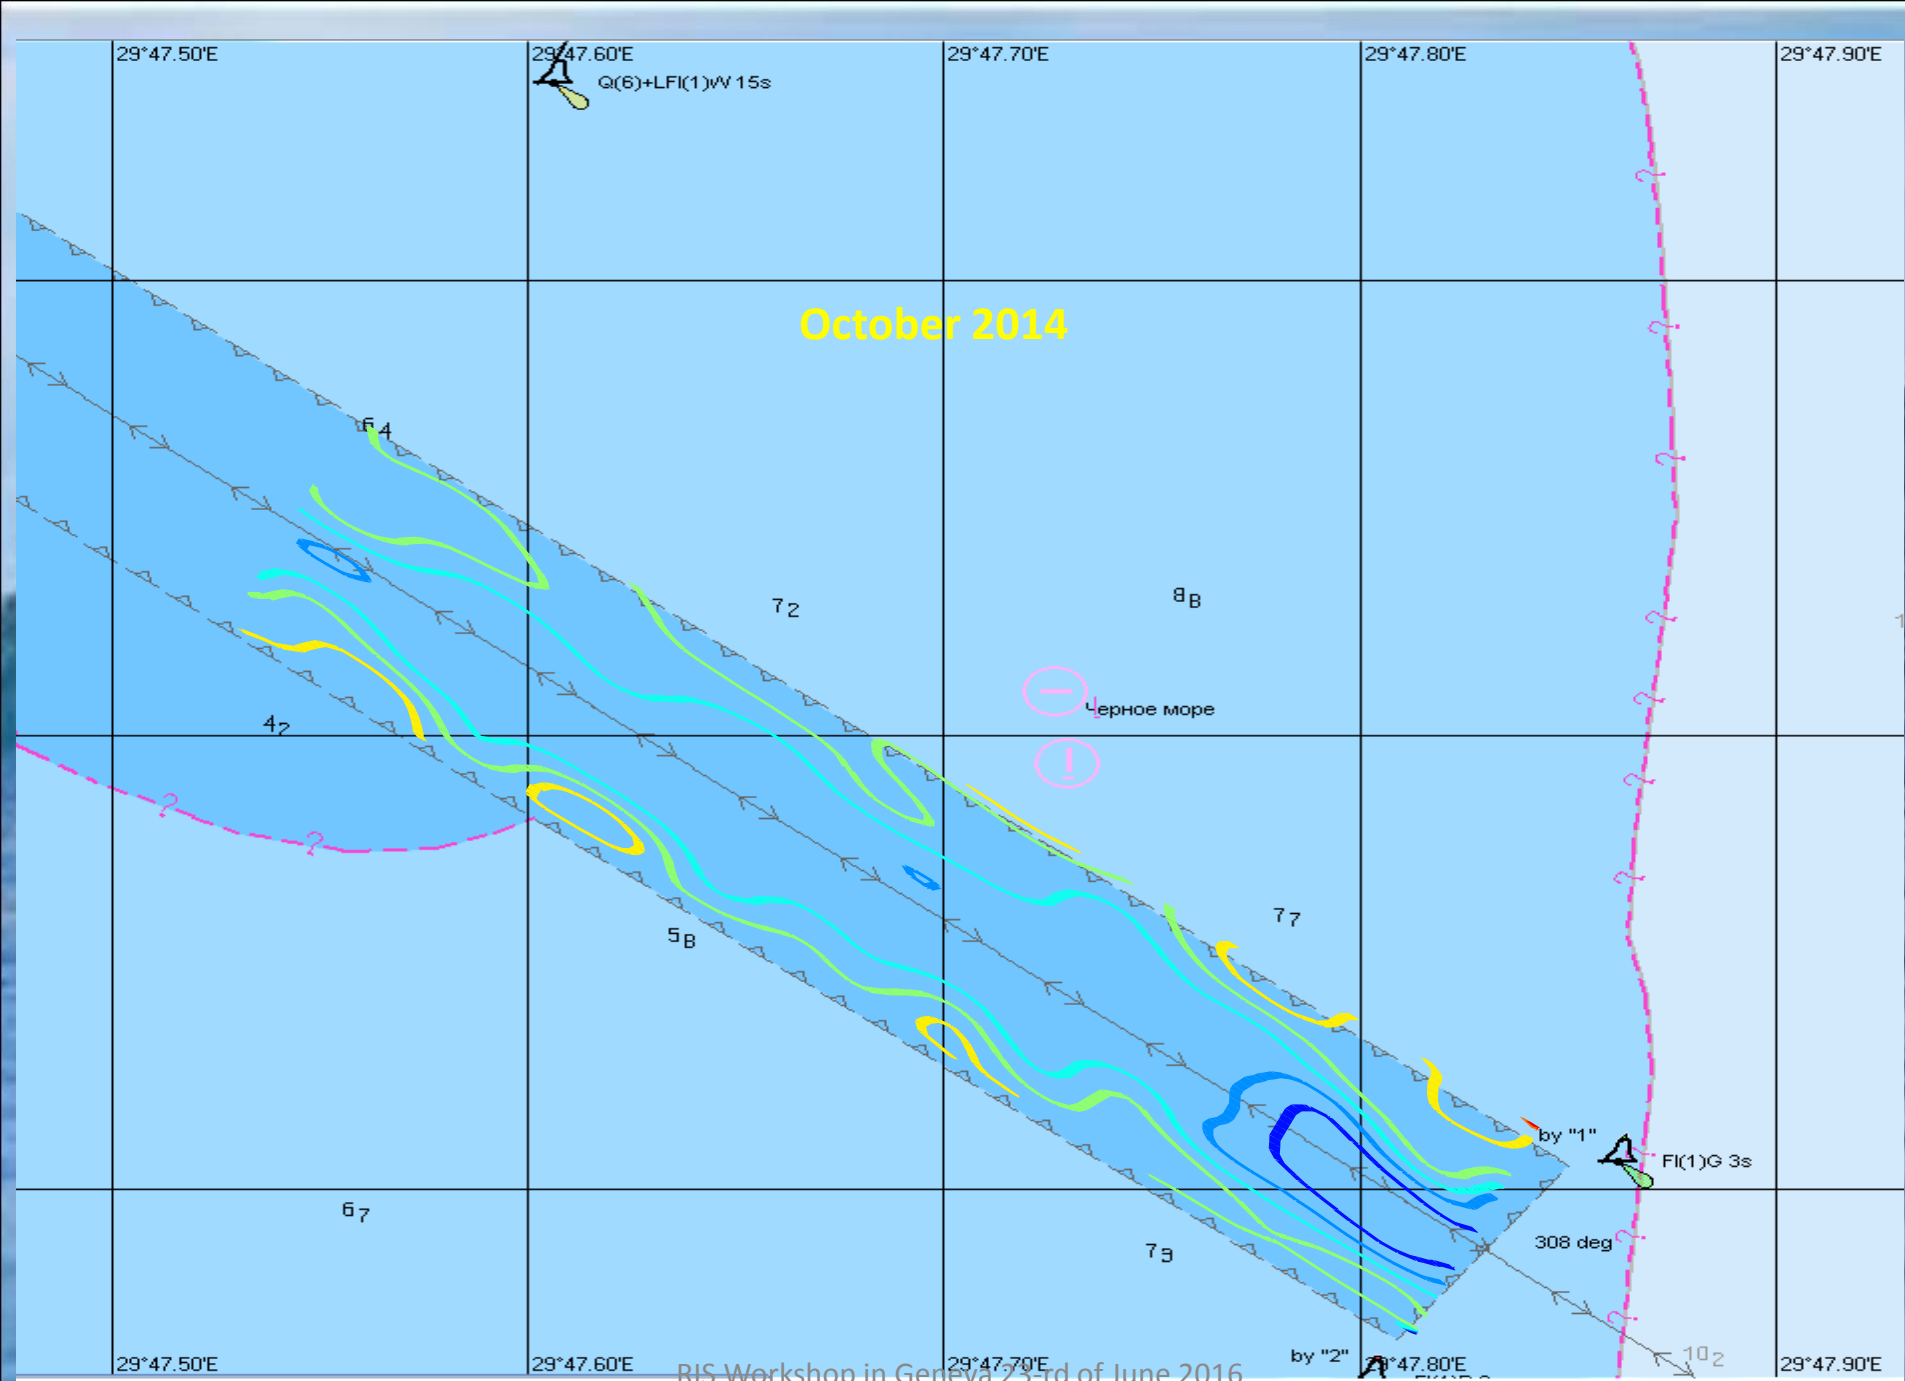 29°47.50'E 29°47.60'E 29°47.70'E 29°47.80'E 29°47.90'E
Q(6)+LFl(1)W 15s
October 2014
6 4
7 2
8 8
Черное море
4 2
7 7
5 8
by "1"
Fl(1)G 3s
6 7
308 deg
7 9
by "2"
10 2
29°47.50'E 29°47.60'E 29°47.70'E 29°47.80'E 29°47.90'E
RIS Workshop in Geneva 23-rd of June 2016